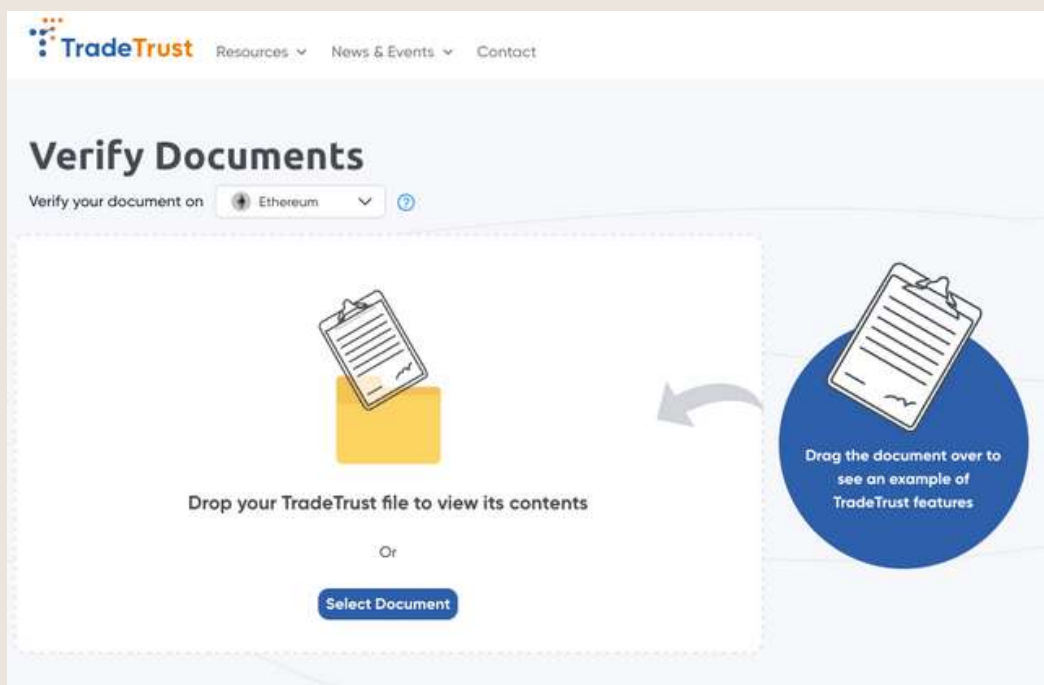 TradeTrust Resources News & Events Contact
Verify Documents
Verify your document on Ethereum ?
Drop your TradeTrust file to view its contents
Or
Select Document
Drag the document over to
see an example of
TradeTrust features